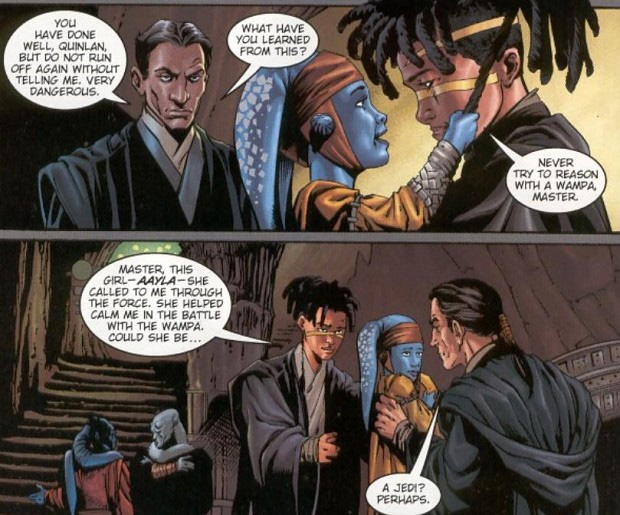 YOU
HAVE DONE
WELL, QUINLAN,
BUT DO NOT RUN
OFF AGAIN WITHOUT
TELLING ME. VERY
DANGEROUS.
WHAT HAVE
YOU LEARNED
FROM THIS?
NEVER
TRY TO REASON
WITH A WAMPA,
MASTER.
MASTER, THIS
GIRL—AAYLA—SHE
CALLED TO ME THROUGH
THE FORCE. SHE HELPED
CALM ME IN THE BATTLE
WITH THE WAMPA.
COULD SHE BE...
A JEDI?
PERHAPS.